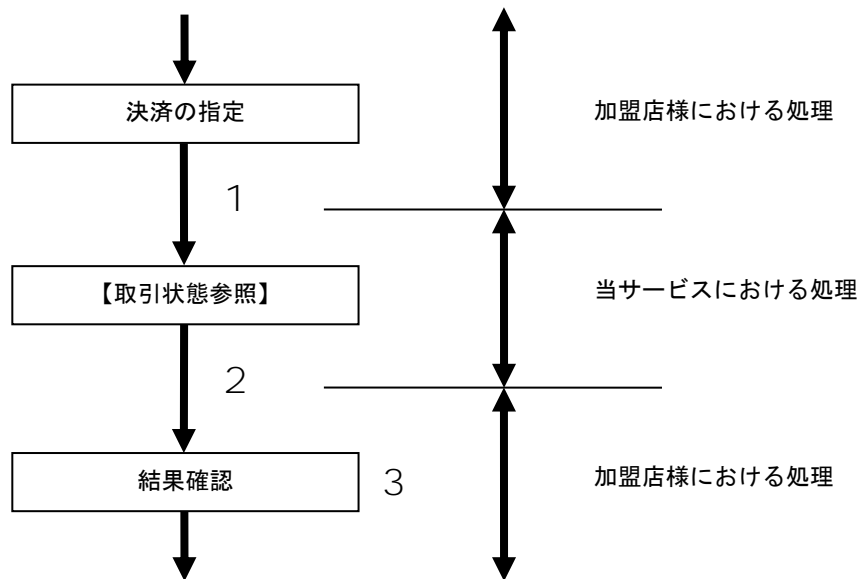 決済の指定
加盟店様における処理
1
【取引状態参照】
当サービスにおける処理
2
結果確認
3
加盟店様における処理